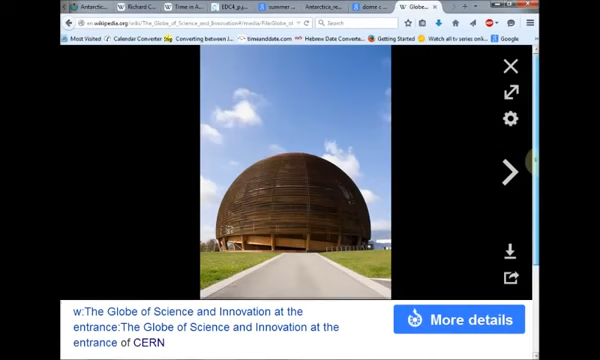 Antarctic...
Richard C
Time in A
EDC4_p.j
summer
Antarctica_re
dome c
Globe
en.wikipedia.org/wiki/The_Globe_of_Science_and_Innovation#/media/File:Globe_of
Google
Most Visited
Calendar Converter
Converting between J...
timeanddate.com
Hebrew Date Converte...
Getting Started
Watch all tv series onlin...
Google
w:The Globe of Science and Innovation at the
entrance:The Globe of Science and Innovation at the
entrance of CERN
More details